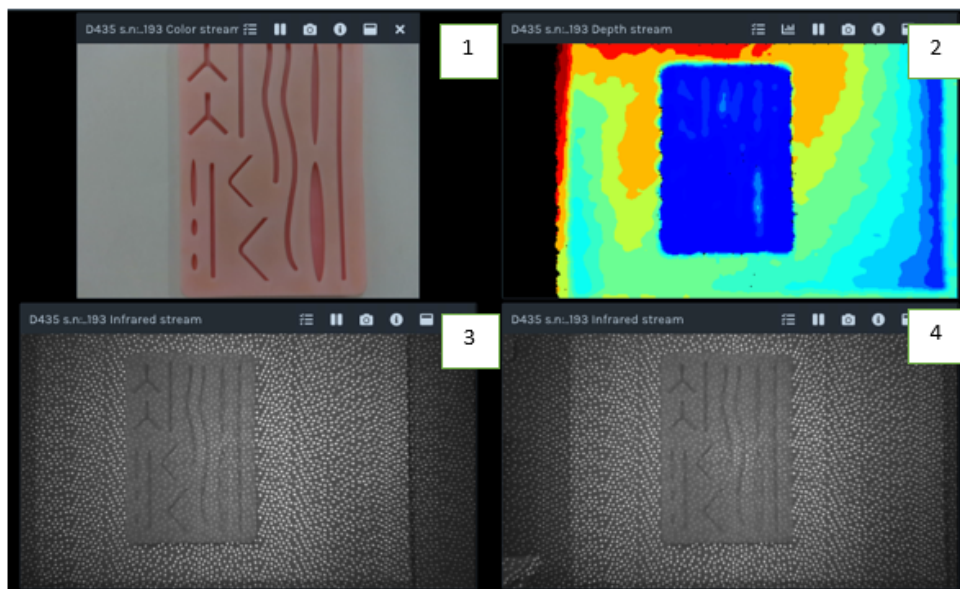 D435 s.n:..193 Color stream
1
D435 s.n:..193 Depth stream
2
D435 s.n:..193 Infrared stream
3
D435 s.n:..193 Infrared stream
4